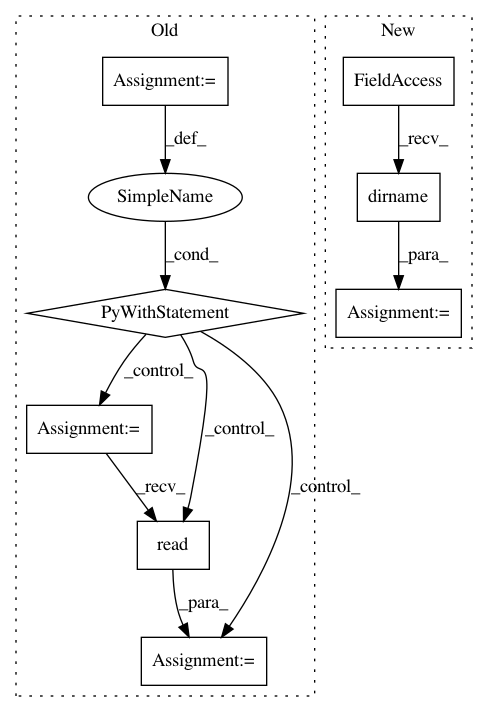 Old
New
Assignment:=
FieldAccess
_def_
_recv_
SimpleName
dirname
_cond_
_para_
PyWithStatement
Assignment:=
_control_
_control_
_control_
Assignment:=
_recv_
read
_para_
Assignment:=